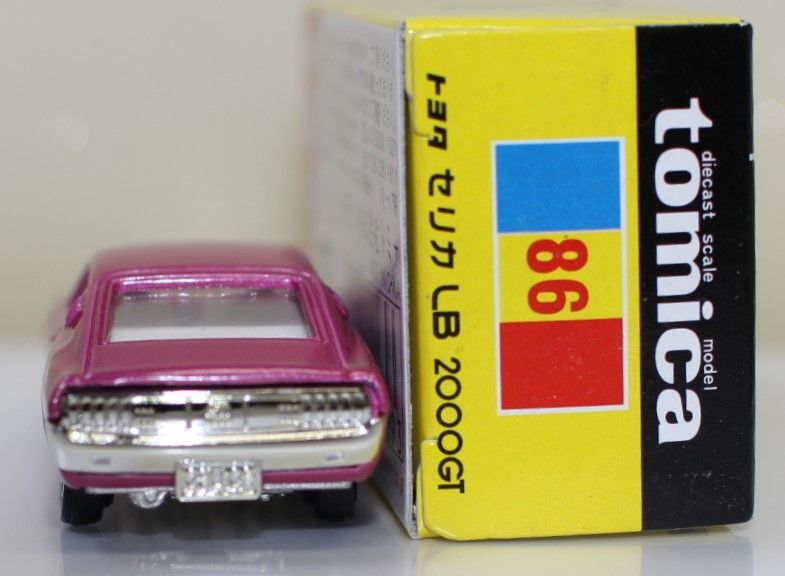 diecast scale model
tomica
86
トヨタ セリカ LB 2000GT